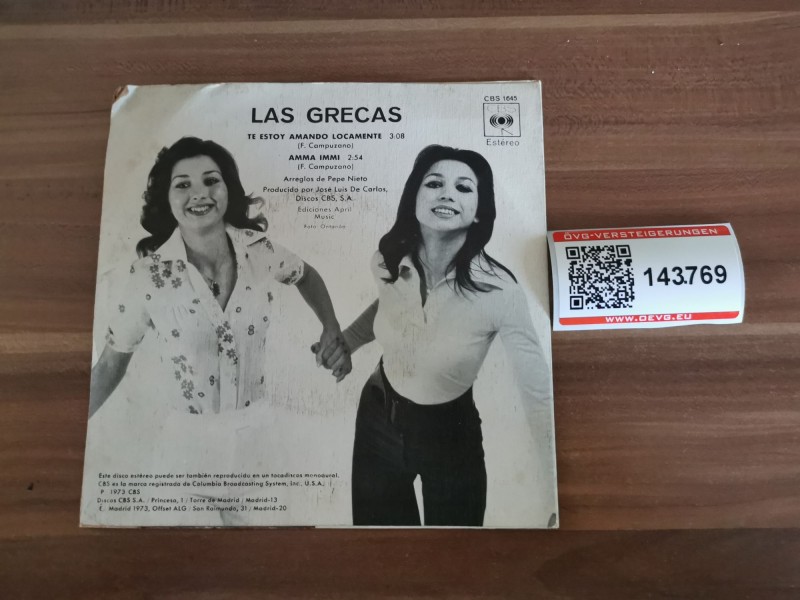 LAS GRECAS
TE ESTOY AMANDO LOCAMENTE 3:08
(F. Campuzano)
AMMA IMMI 2:54
(F. Campuzano)
Arreglos de Pepe Nieto
Producido por José Luis De Carlos,
Discos CBS, S.A.
Ediciones April
Music
Foto:
CBS 1645
CBS
Estéreo
ÖVG-VERSTEIGERUNGEN
143.769
WWW.OEVG.EU
Este disco estéreo puede ser también reproducido en un tocadiscos monoaural.
CBS es la marca registrada de Columbia Broadcasting System, Inc., U.S.A.
P 1973 CBS
Discos CBS S.A. / Princesa, 1 / Torre de Madrid / Madrid-13
E. Madrid 1973, Offset ALG / San Raimundo, 31 / Madrid-20